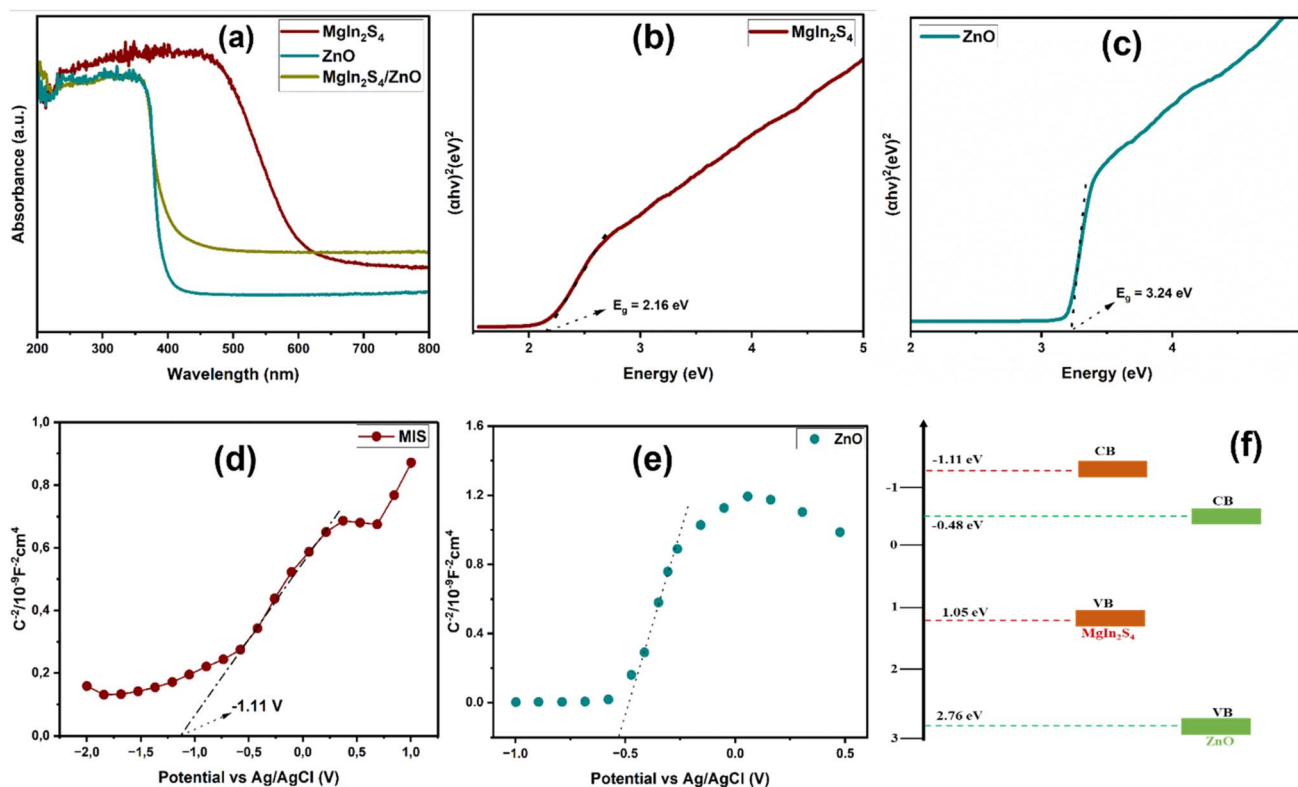 (a)
MgIn₂S₄
ZnO
MgIn₂S₄/ZnO
Absorbance (a.u.)
200 300 400 500 600 700 800
Wavelength (nm)
(b)
MgIn₂S₄
(αhv)²(eV)²
E_g = 2.16 eV
2 3 4 5
Energy (eV)
(c)
ZnO
(αhv)²(eV)²
E_g = 3.24 eV
2 3 4
Energy (eV)
(d)
MIS
C⁻²/10⁻⁹F⁻²cm⁴
1,0
0,8
0,6
0,4
0,2
0,0
-1.11 V
-2,0 -1,5 -1,0 -0,5 0,0 0,5 1,0
Potential vs Ag/AgCl (V)
(e)
ZnO
C⁻²/10⁻⁹F⁻²cm⁴
1.6
1.2
0.8
0.4
0.0
-1.0 -0.5 0.0 0.5
Potential vs Ag/AgCl (V)
(f)
-1.11 eV
CB
-1
CB
-0.48 eV
0
1
1.05 eV
VB
MgIn₂S₄
2
2.76 eV
VB
3
ZnO